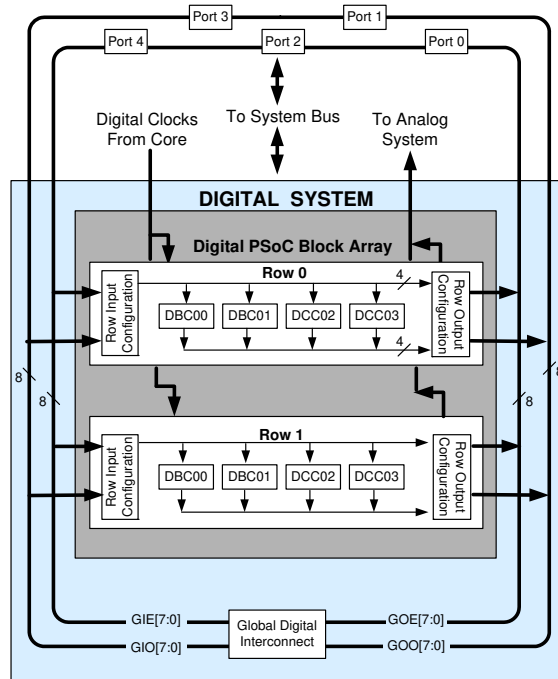 Port 3
Port 1
Port 4
Port 2
Port 0
Digital Clocks
From Core
To System Bus
To Analog
System
DIGITAL SYSTEM
Digital PSoC Block Array
Row 0
4
Row Input
Configuration
DBC00
DBC01
DCC02
DCC03
Row Output
Configuration
4
8
8
8
8
Row 1
Row Input
Configuration
DBC00
DBC01
DCC02
DCC03
Row Output
Configuration
GIE[7:0]
GIO[7:0]
Global Digital
Interconnect
GOE[7:0]
GOO[7:0]